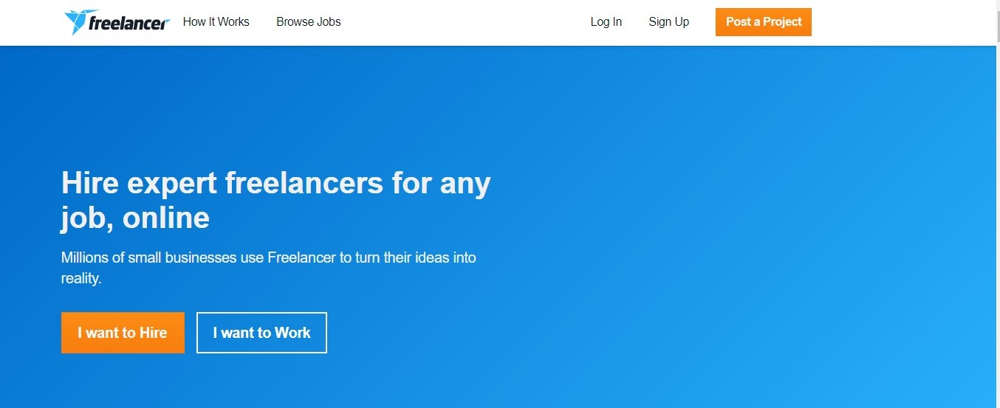 freelancer How It Works Browse Jobs Log In Sign Up Post a Project
Hire expert freelancers for any
job, online
Millions of small businesses use Freelancer to turn their ideas into
reality.
I want to Hire I want to Work